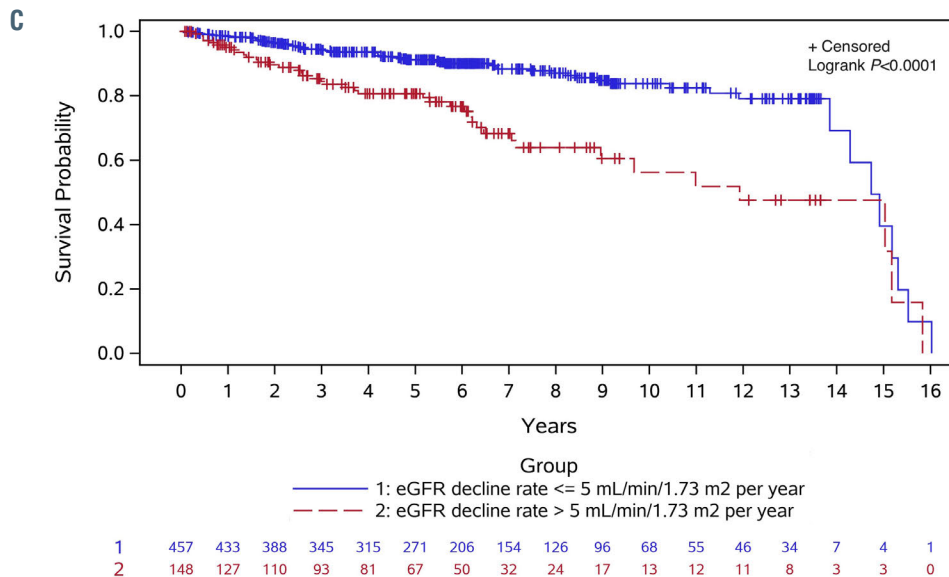 C
1.0
+ Censored
Logrank P<0.0001
0.8
0.6
Survival Probability
0.4
0.2
0.0
0 1 2 3 4 5 6 7 8 9 10 11 12 13 14 15 16
Years
Group
1: eGFR decline rate <= 5 mL/min/1.73 m2 per year
2: eGFR decline rate > 5 mL/min/1.73 m2 per year
1 457 433 388 345 315 271 206 154 126 96 68 55 46 34 7 4 1
2 148 127 110 93 81 67 50 32 24 17 13 12 11 8 3 3 0